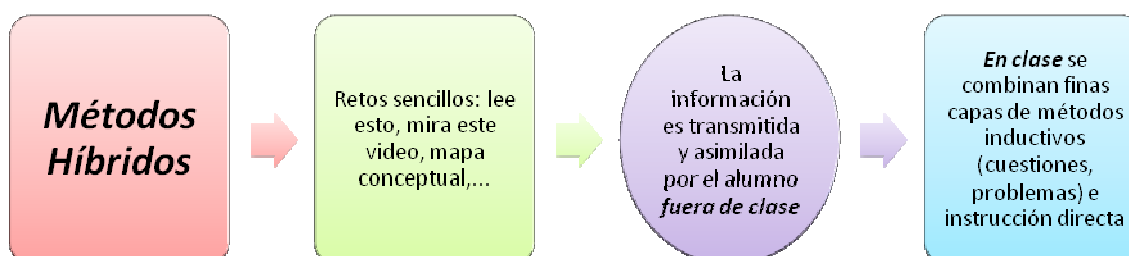 Métodos
Híbridos
Retos sencillos: lee
esto, mira este
video, mapa
conceptual,...
La
información
es transmitida
y asimilada
por el alumno
fuera de clase
En clase se
combinan finas
capas de métodos
inductivos
(cuestiones,
problemas) e
instrucción directa